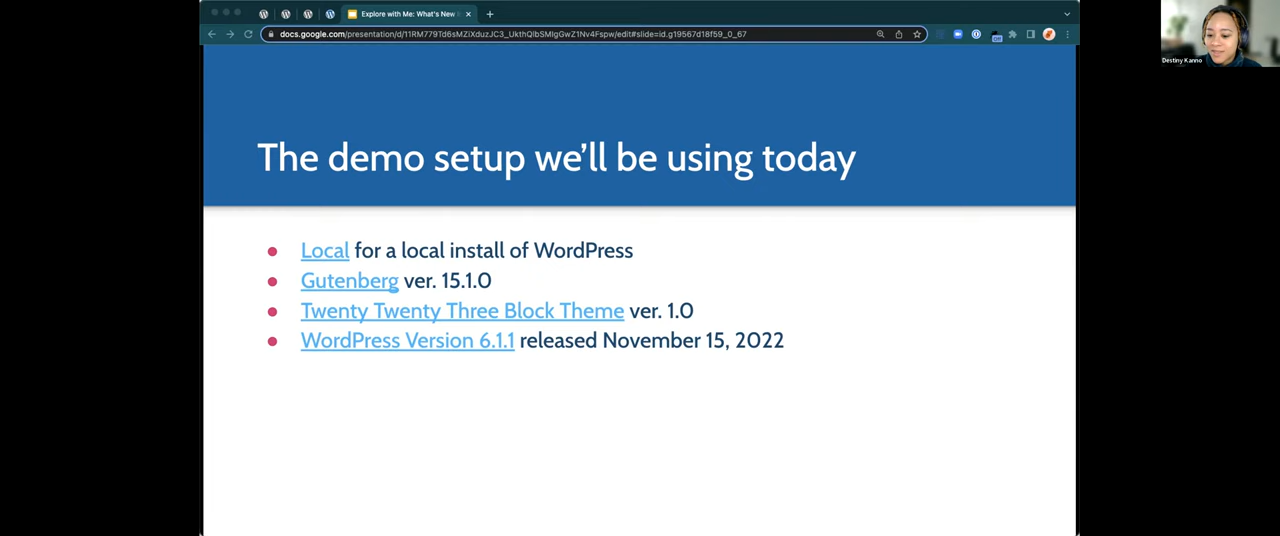 Explore with Me: What's New
docs.google.com/presentation/d/11RM779Td6sMZiXduzJC3_UkthQlbSMIgGwZ1Nv4Fspw/edit#slide=id.g19567d18f59_0_67
Off
Destiny Kanno
The demo setup we'll be using today
Local for a local install of WordPress
Gutenberg ver. 15.1.0
Twenty Twenty Three Block Theme ver. 1.0
WordPress Version 6.1.1 released November 15, 2022